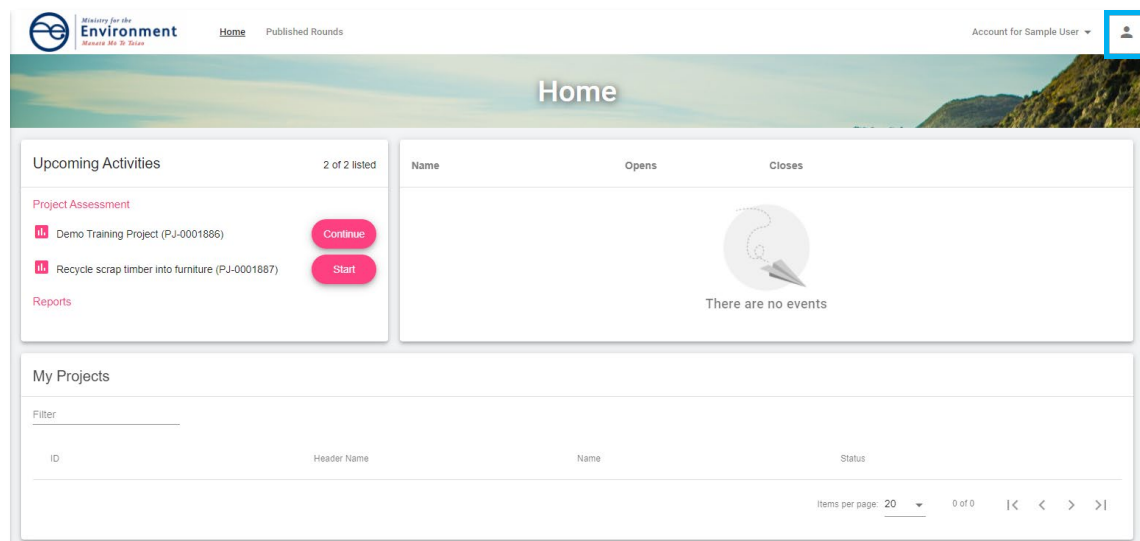 Ministry for the
Environment
Manatū Mō Te Taiao
Home
Published Rounds
Account for Sample User
Home
Upcoming Activities
2 of 2 listed
Project Assessment
Demo Training Project (PJ-0001886)
Continue
Recycle scrap timber into furniture (PJ-0001887)
Start
Reports
Name
Opens
Closes
There are no events
My Projects
Filter
ID
Header Name
Name
Status
Items per page: 20
0 of 0